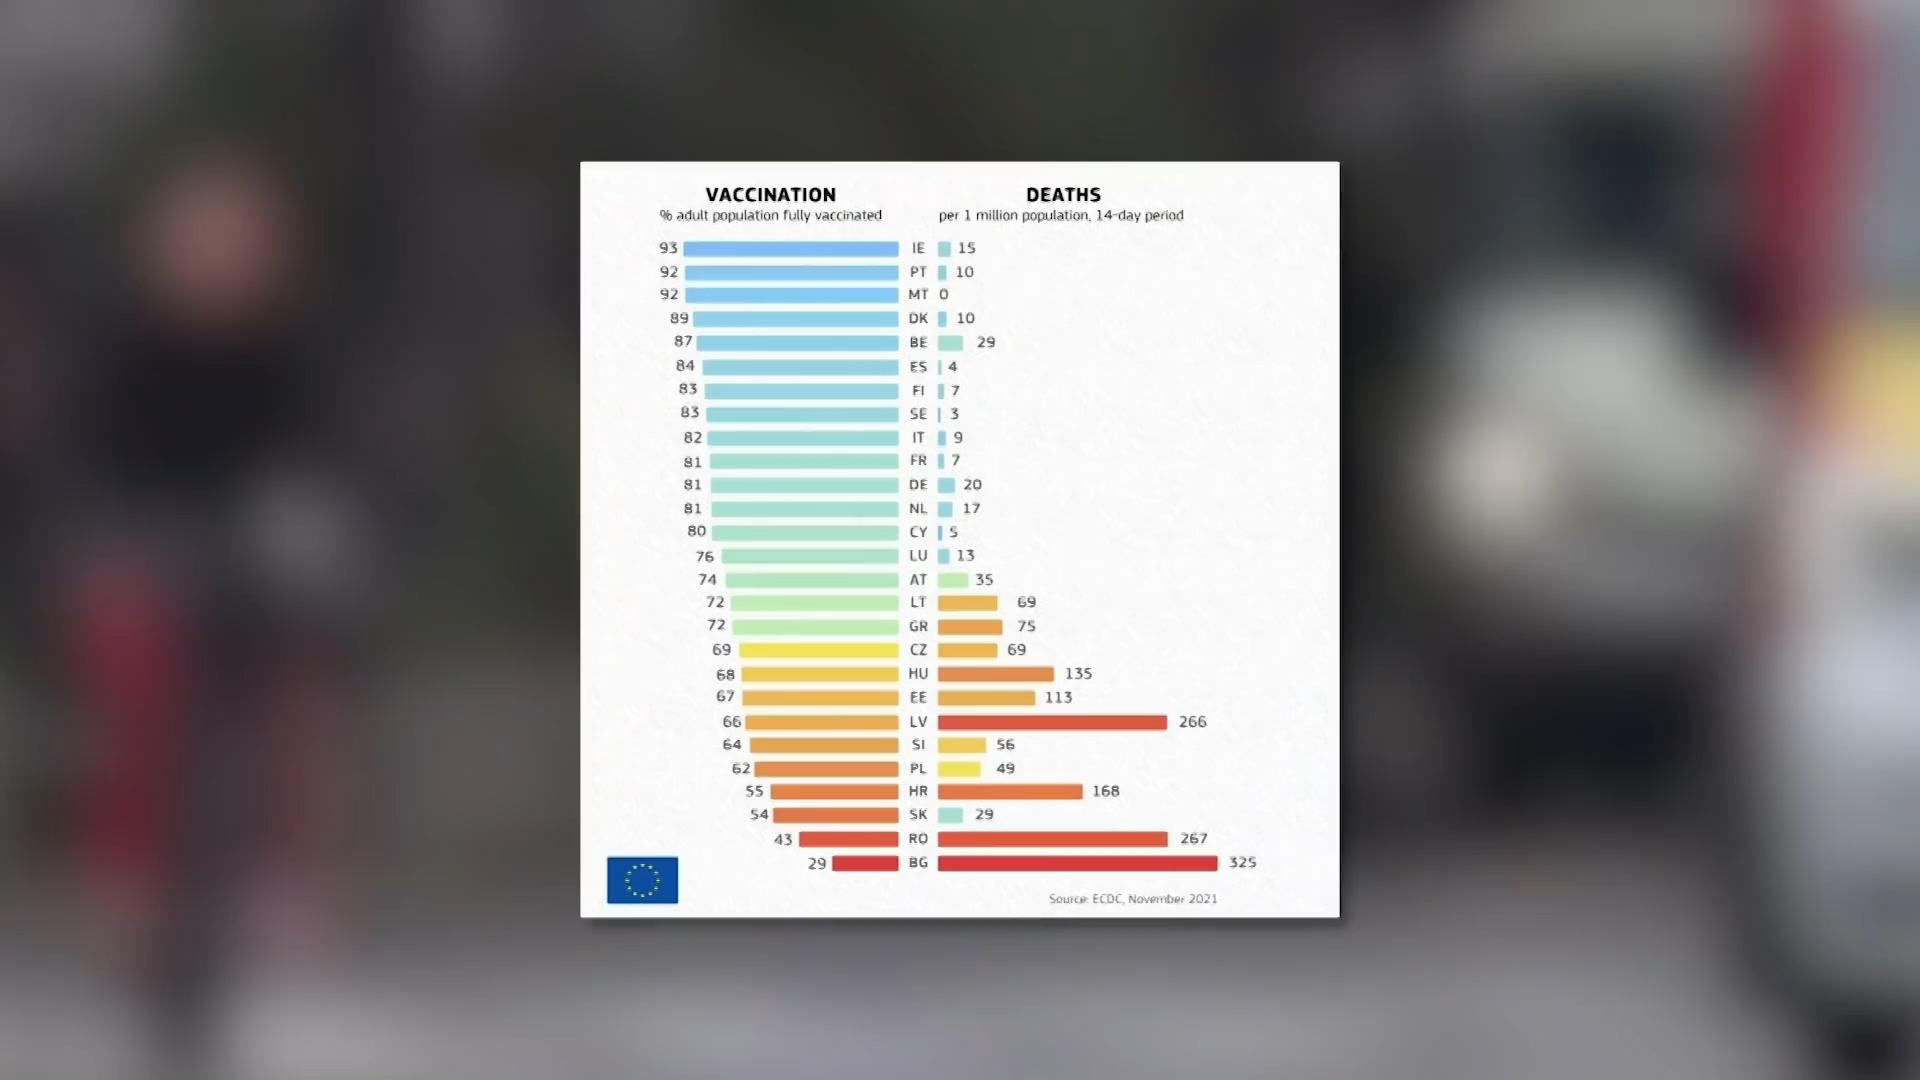 VACCINATION DEATHS
% adult population fully vaccinated per 1 million population, 14-day period
93 IE 15
92 PT 10
92 MT 0
89 DK 10
87 BE 29
84 ES 4
83 FI 7
83 SE 3
82 IT 9
81 FR 7
81 DE 20
81 NL 17
80 CY 5
76 LU 13
74 AT 35
72 LT 69
72 GR 75
69 CZ 69
68 HU 135
67 EE 113
66 LV 266
64 SI 56
62 PL 49
55 HR 168
54 SK 29
43 RO 267
29 BG 325
Source: ECDC, November 2021